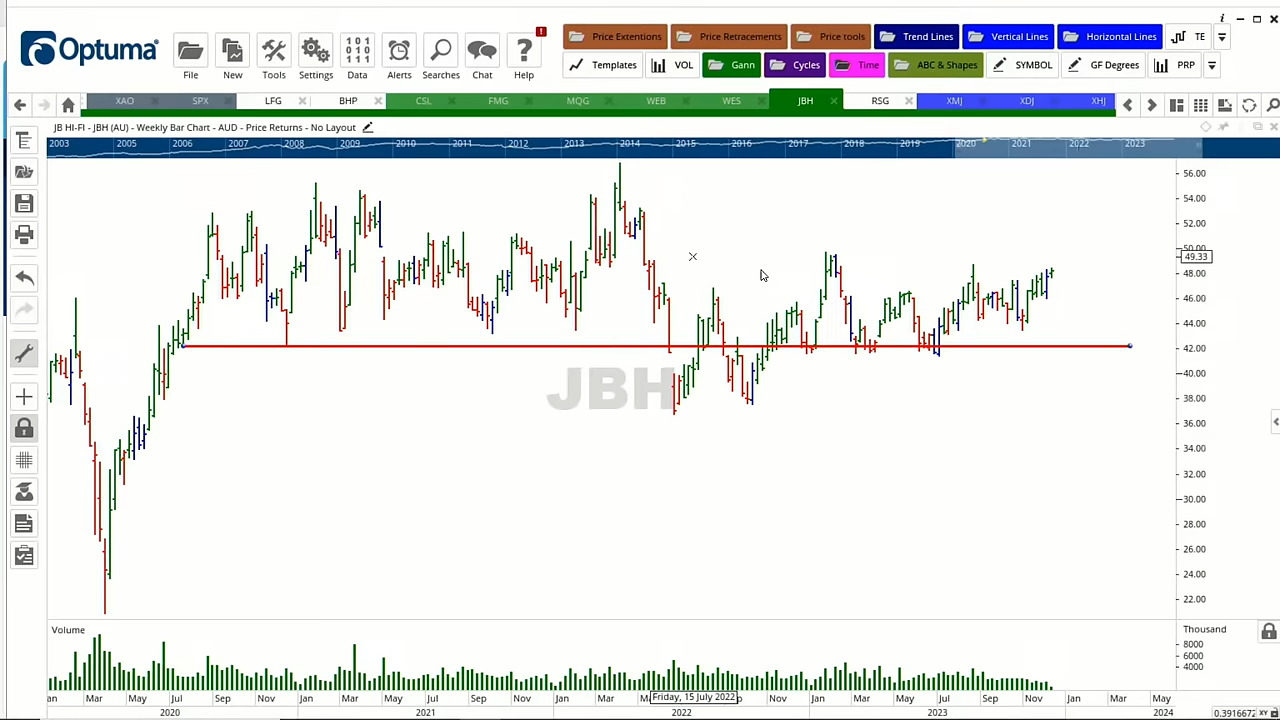 Optuma
File New Tools Settings Data Alerts Searches Chat Help
Price Extentions Price Retracements Price tools Trend Lines Vertical Lines Horizontal Lines TE
Templates VOL Gann Cycles Time ABC & Shapes SYMBOL GF Degrees PRP
XAO SPX LFG BHP CSL FMG MQG WEB WES JBH RSG XMJ XDJ XHJ
JB HI-FI - JBH (AU) - Weekly Bar Chart - AUD - Price Returns - No Layout
2003 2005 2006 2007 2008 2009 2010 2011 2012 2013 2014 2015 2016 2017 2018 2019 2020 2021 2022 2023
56.00
54.00
52.00
50.00
49.33
48.00
46.00
44.00
42.00
40.00
38.00
36.00
34.00
32.00
30.00
28.00
26.00
24.00
22.00
JBH
Volume
Thousand
8000
6000
4000
Mar May Jul Sep Nov Jan Mar May Jul Sep Nov Jan Mar Friday, 15 July 2022 Nov Jan Mar May Jul Sep Nov Jan Mar May
2020 2021 2022 2023 2024
0.3916672 XY